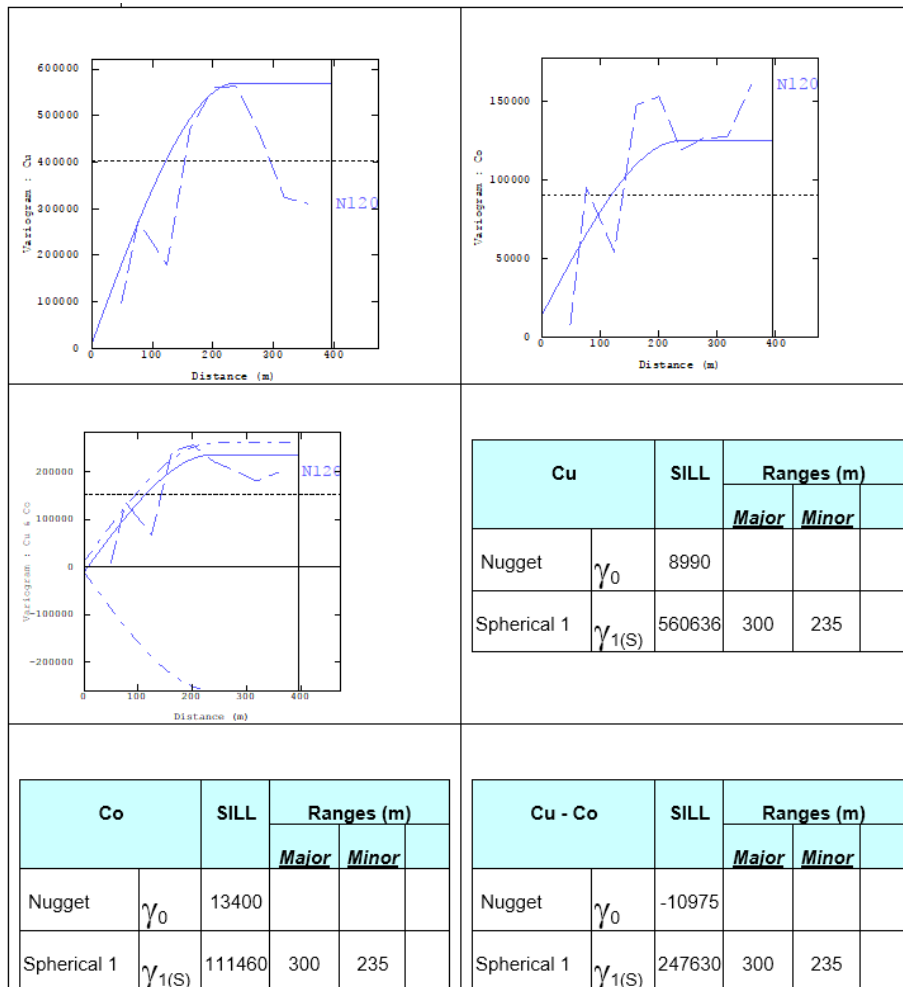 600000
500000
400000
300000
200000
100000
0
Variogram : Cu
N120
0 100 200 300 400
Distance (m)
150000
100000
50000
0
Variogram : Co
N120
0 100 200 300 400
Distance (m)
200000
100000
0
-100000
-200000
Variogram : Cu & Co
N120
0 100 200 300 400
Distance (m)
Cu SILL Ranges (m)
Major Minor
Nugget γ0 8990
Spherical 1 γ1(S) 560636 300 235
Co SILL Ranges (m)
Major Minor
Nugget γ0 13400
Spherical 1 γ1(S) 111460 300 235
Cu - Co SILL Ranges (m)
Major Minor
Nugget γ0 -10975
Spherical 1 γ1(S) 247630 300 235